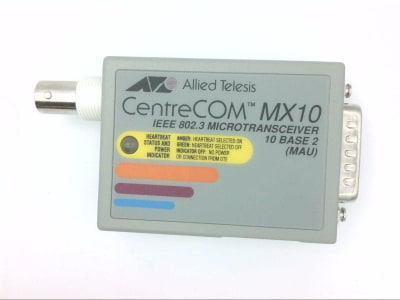 Allied Telesis
CentreCOM™ MX10
IEEE 802.3 MICROTRANSCEIVER
10 BASE 2
(MAU)
HEARTBEAT
STATUS AND
POWER
INDICATOR
AMBER: HEARTBEAT SELECTED ON
GREEN: HEARTBEAT SELECTED OFF
INDICATOR OFF: NO POWER
OR CONNECTION FROM DTE